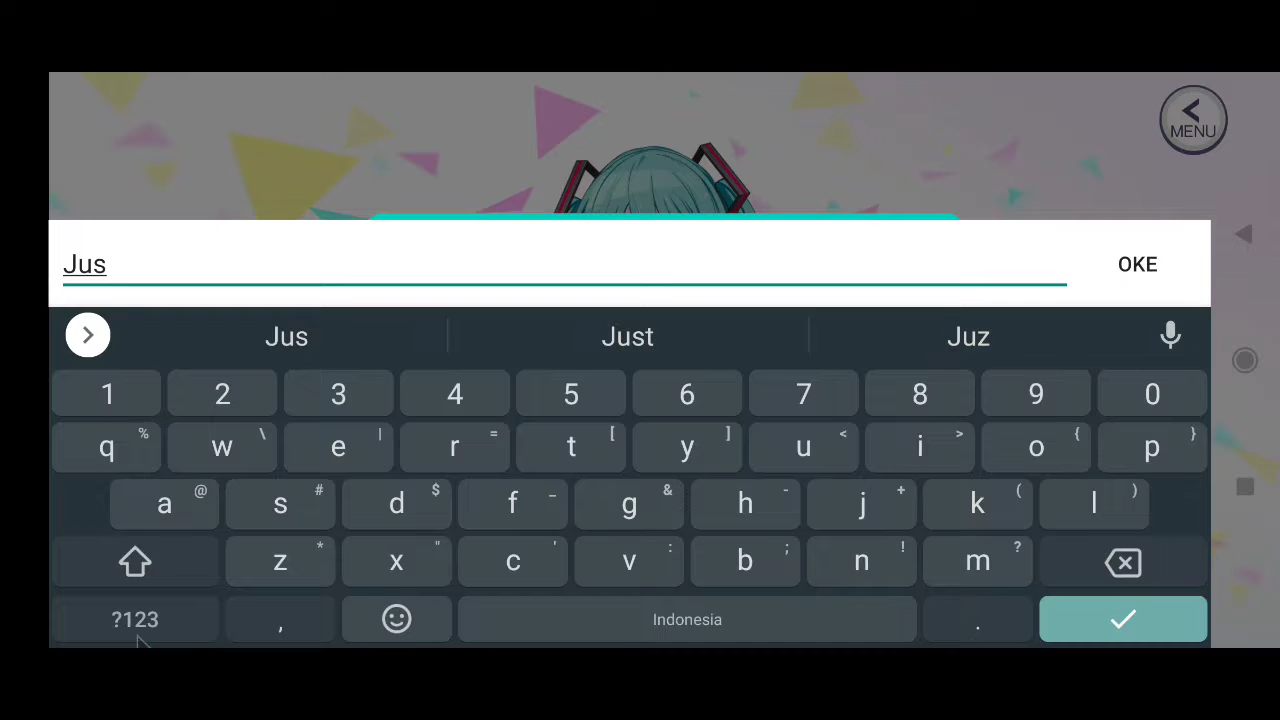 MENU
Jus
OKE
Jus Just Juz
1 2 3 4 5 6 7 8 9 0
q % w \ e | r = t [ y ] u < i > o { p }
a @ s # d $ f _ g & h - j + k ( l )
z * x " c ' v : b ; n ! m ?
?123 , Indonesia .